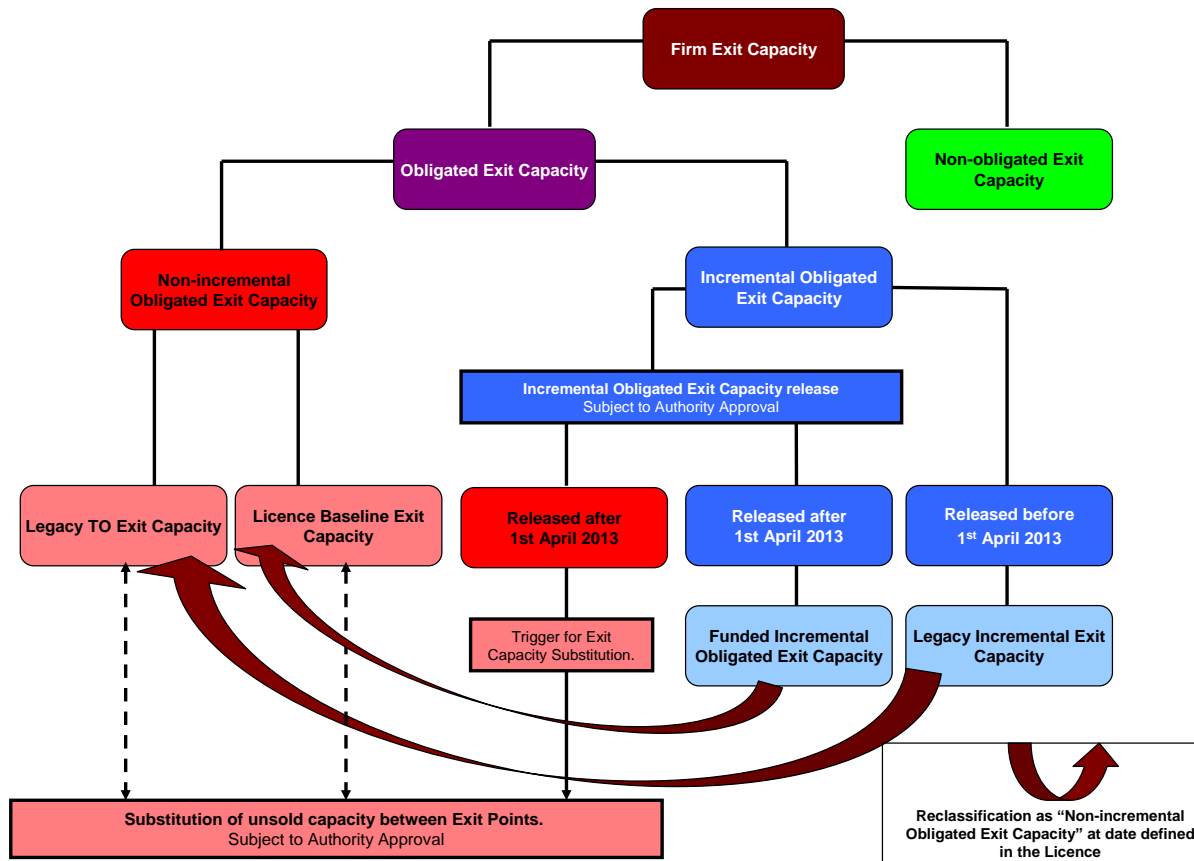 Firm Exit Capacity
Obligated Exit Capacity
Non-obligated Exit
Capacity
Non-incremental
Obligated Exit Capacity
Incremental Obligated
Exit Capacity
Incremental Obligated Exit Capacity release
Subject to Authority Approval
Legacy TO Exit Capacity
Licence Baseline Exit
Capacity
Released after
1st April 2013
Released after
1st April 2013
Released before
1st April 2013
Trigger for Exit
Capacity Substitution.
Funded Incremental
Obligated Exit Capacity
Legacy Incremental Exit
Capacity
Substitution of unsold capacity between Exit Points.
Subject to Authority Approval
Reclassification as “Non-incremental
Obligated Exit Capacity” at date defined
in the Licence